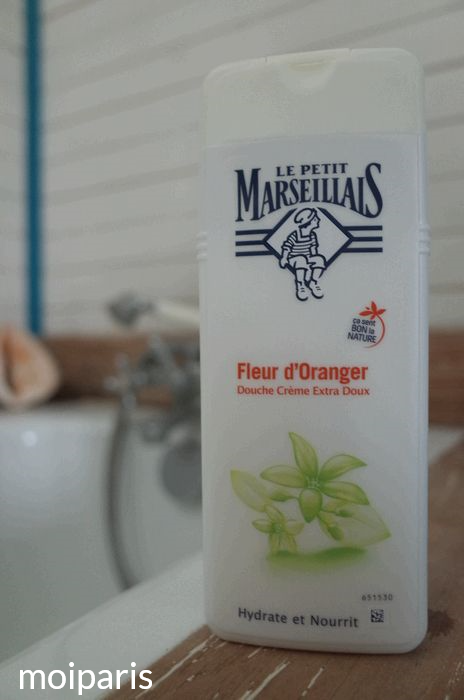 LE PETIT
MARSEILLAIS
ça sent
BON la
NATURE
Fleur d'Oranger
Douche Crème Extra Doux
651530
Hydrate et Nourrit
moiparis